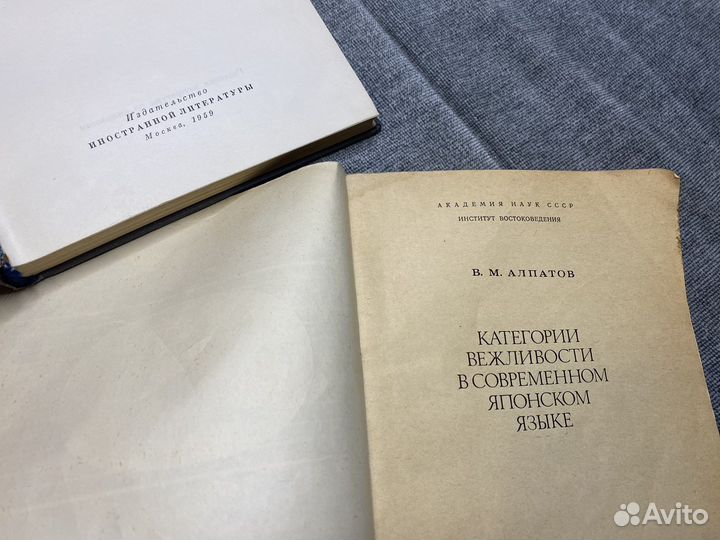 Издательство
ИНОСТРАННОЙ ЛИТЕРАТУРЫ
Москва, 1959
АКАДЕМИЯ НАУК СССР
ИНСТИТУТ ВОСТОКОВЕДЕНИЯ
В. М. АЛПАТОВ
КАТЕГОРИИ
ВЕЖЛИВОСТИ
В СОВРЕМЕННОМ
ЯПОНСКОМ
ЯЗЫКЕ
Avito